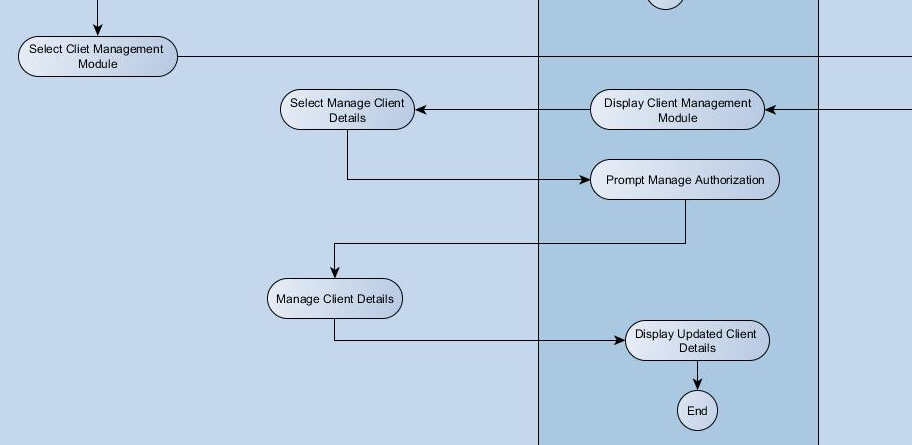 Select Cliet Management
Module
Select Manage Client
Details
Display Client Management
Module
Prompt Manage Authorization
Manage Client Details
Display Updated Client
Details
End